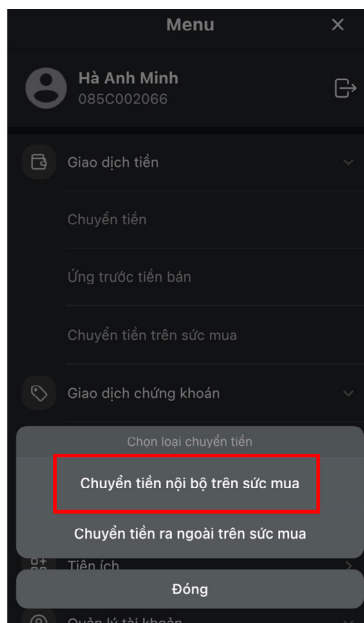 Menu
Hà Anh Minh
085C002066
Giao dịch tiền
Chuyển tiền
Ứng trước tiền bán
Chuyển tiền trên sức mua
Giao dịch chứng khoán
Chọn loại chuyển tiền
Chuyển tiền nội bộ trên sức mua
Chuyển tiền ra ngoài trên sức mua
Tiện ích
Đóng
Quản lý tài khoản